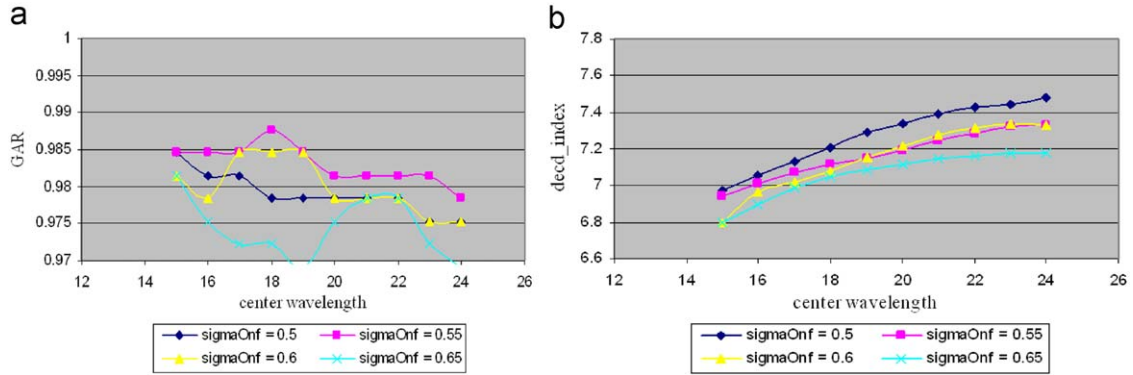 a
1
0.995
0.99
0.985
0.98
0.975
0.97
GAR
12 14 16 18 20 22 24 26
center wavelength
sigmaOnf = 0.5 sigmaOnf = 0.55
sigmaOnf = 0.6 sigmaOnf = 0.65
b
7.8
7.6
7.4
7.2
7
6.8
6.6
decd_index
12 14 16 18 20 22 24 26
center wavelength
sigmaOnf = 0.5 sigmaOnf = 0.55
sigmaOnf = 0.6 sigmaOnf = 0.65